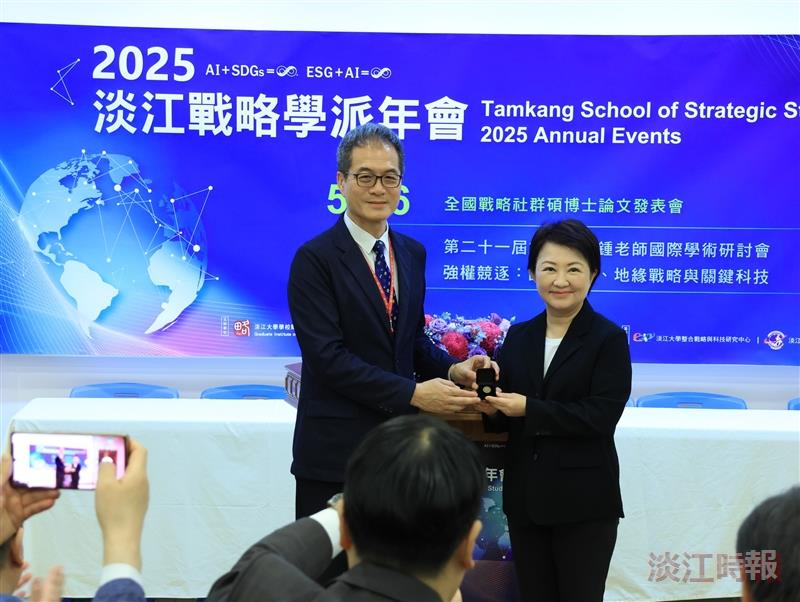 2025 AI+SDGs=∞ ESG+AI=∞
淡江戰略學派年會
Tamkang School of Strategic St
2025 Annual Events
全國戰略社群碩博士論文發表會
第二十一屆 鍾老師國際學術研討會
強權競逐： 、地緣戰略與關鍵科技
淡江大學整合戰略與科技研究中心
年會
淡江時報